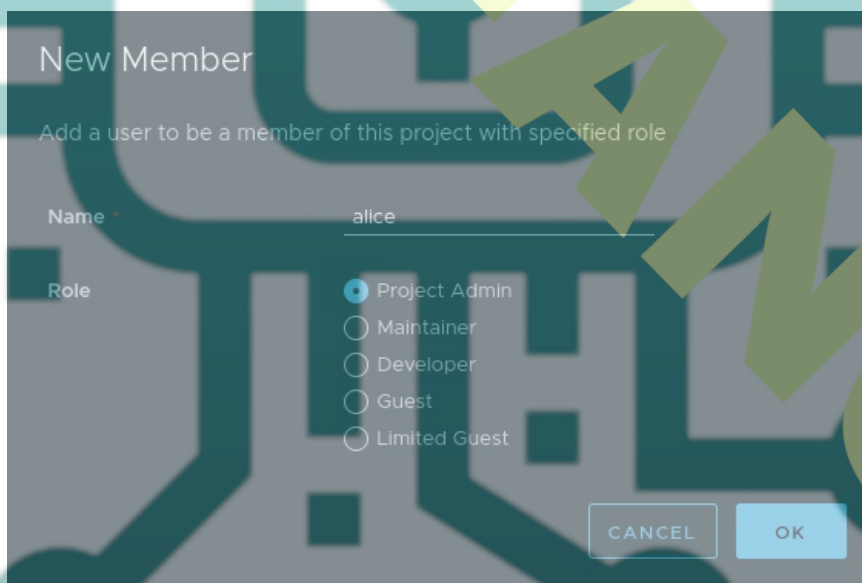 New Member
Add a user to be a member of this project with specified role
Name *
alice
Role
Project Admin
Maintainer
Developer
Guest
Limited Guest
CANCEL
OK